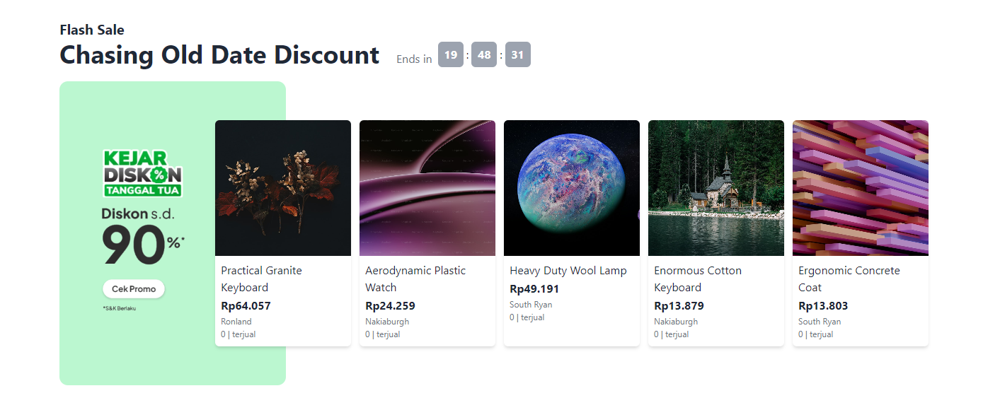 Flash Sale
Chasing Old Date Discount
Ends in 19 : 48 : 31
KEJAR
DISKON
TANGGAL TUA
Diskon s.d.
90%*
Cek Promo
*S&K Berlaku
Practical Granite
Keyboard
Rp64.057
Ronland
0 | terjual
Aerodynamic Plastic
Watch
Rp24.259
Nakiaburgh
0 | terjual
Heavy Duty Wool Lamp
Rp49.191
South Ryan
0 | terjual
Enormous Cotton
Keyboard
Rp13.879
Nakiaburgh
0 | terjual
Ergonomic Concrete
Coat
Rp13.803
South Ryan
0 | terjual